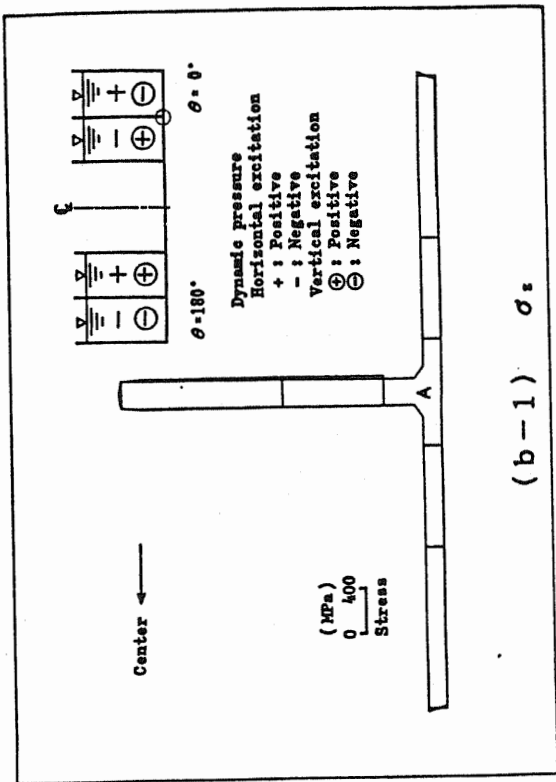 ℄
− + − +
⊖ ⊕ ⊕ ⊖
θ=180° θ=0°
Dynamic pressure
Horizontal excitation
+ : Positive
- : Negative
Vertical excitation
⊕ : Positive
⊖ : Negative
Center
(MPa)
0 400
Stress
A
(b-1) σz